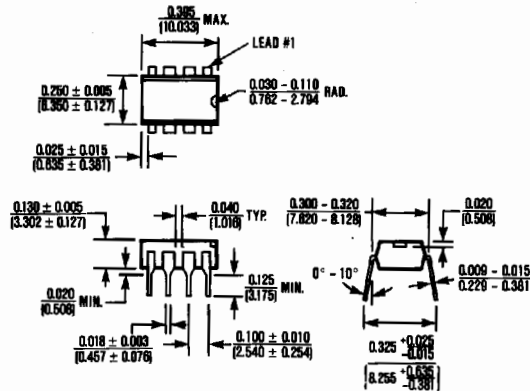 0.395
(10.033) MAX.
LEAD #1
0.250 ± 0.005
(6.350 ± 0.127)
0.030 – 0.110
0.762 – 2.794 RAD.
0.025 ± 0.015
(0.635 ± 0.381)
0.130 ± 0.005
(3.302 ± 0.127)
0.040
(1.016) TYP.
0.300 – 0.320
(7.620 – 8.128)
0.020
(0.508)
0° – 10°
0.009 – 0.015
0.229 – 0.381
0.020
(0.508) MIN.
0.125
(3.175) MIN.
0.018 ± 0.003
(0.457 ± 0.076)
0.100 ± 0.010
(2.540 ± 0.254)
0.325 +0.025
–0.015
(8.255 +0.635
–0.381)